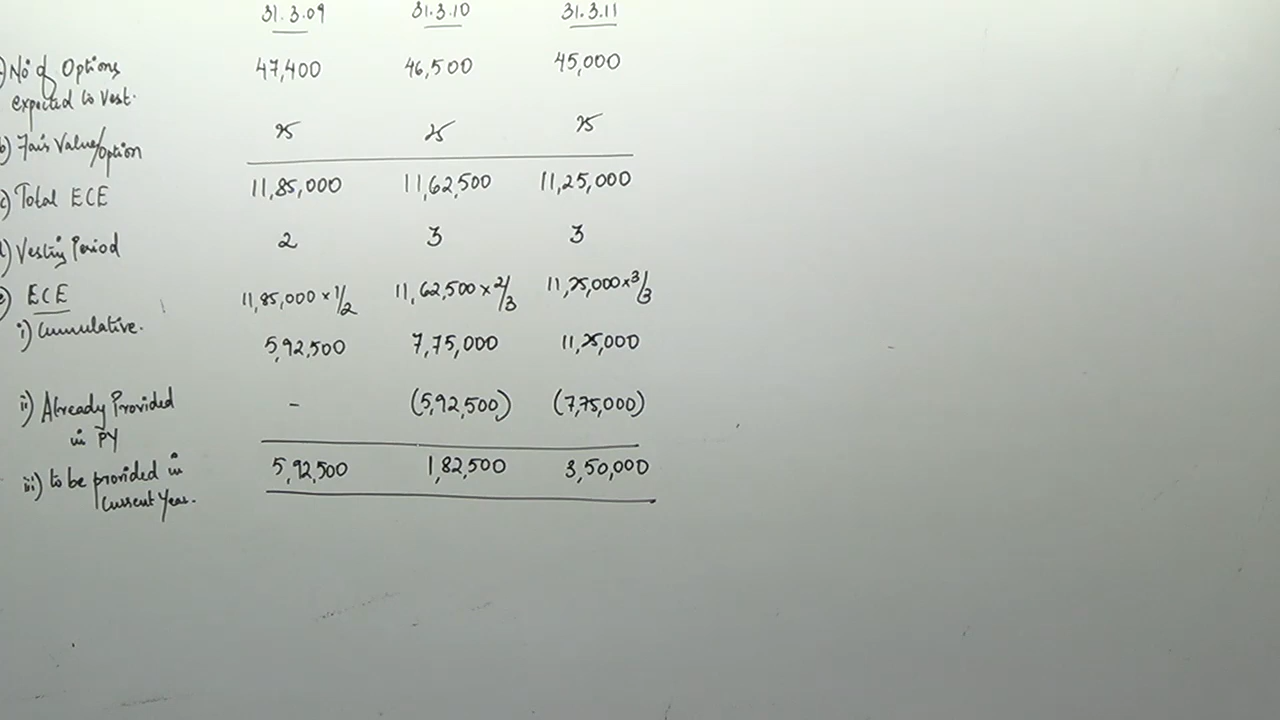 31.3.09 31.3.10 31.3.11
) No of Options 47,400 46,500 45,000
expected to Vest.
b) Fair Value/Option 25 25 25
c) Total ECE 11,85,000 11,62,500 11,25,000
d) Vesting Period 2 3 3
e) ECE 11,85,000 × 1/2 11,62,500 × 2/3 11,25,000 × 3/3
i) Cumulative. 5,92,500 7,75,000 11,25,000
ii) Already Provided - (5,92,500) (7,75,000)
in PY
iii) to be provided in 5,92,500 1,82,500 3,50,000
Current Year.